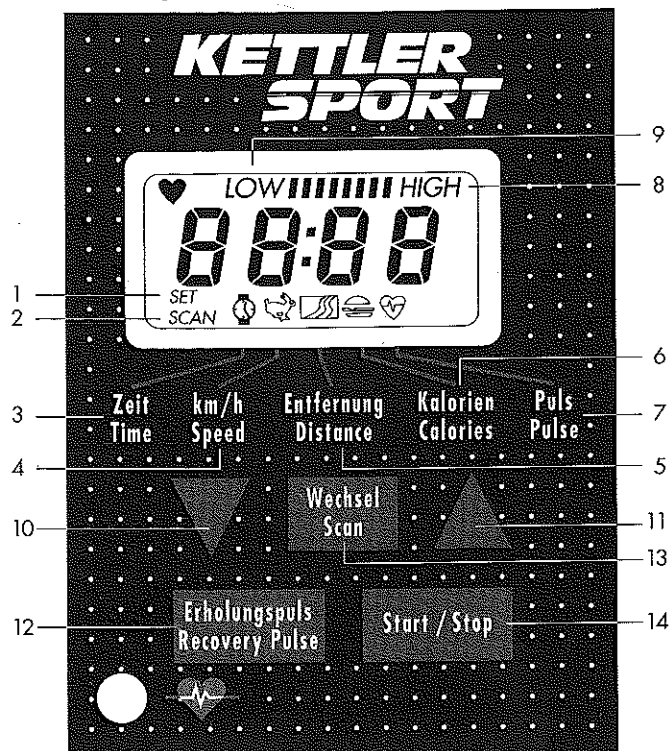 KETTLER
SPORT
9
LOW HIGH
8
88:88
1 SET
2 SCAN
6
3 Zeit km/h Entfernung Kalorien Puls 7
Time Speed Distance Calories Pulse
4 5
Wechsel
10 Scan 11
13
Erholungspuls Start / Stop 14
12 Recovery Pulse